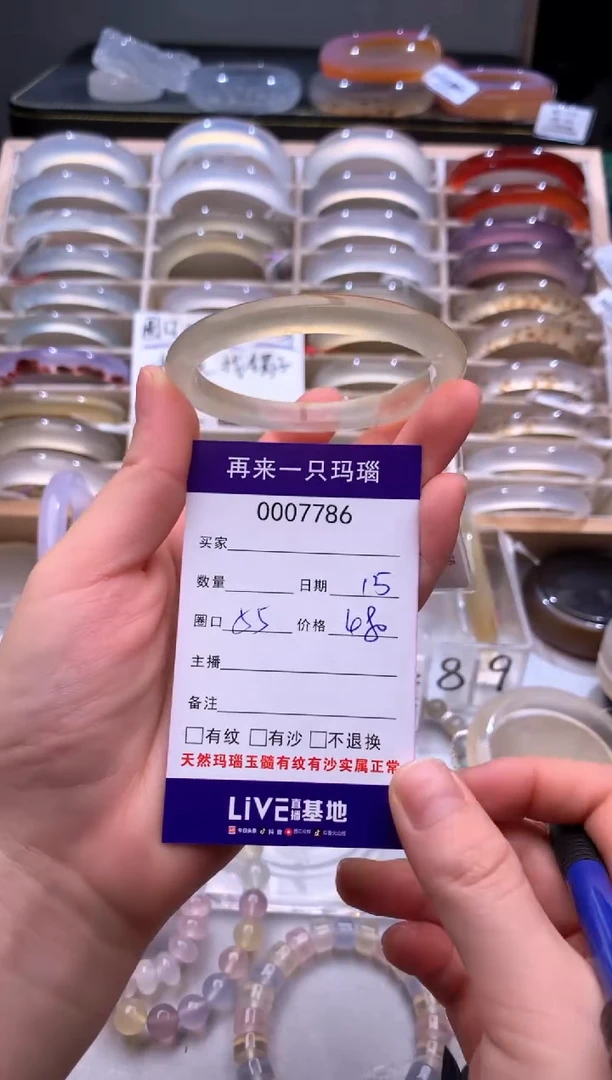 再来一只玛瑙
0007786
买家
数量 日期 15
圈口 55 价格 68
主播
备注
□有纹 □有沙 □不退换
天然玛瑙玉髓有纹有沙实属正常
LiVE直播基地
圈口
89